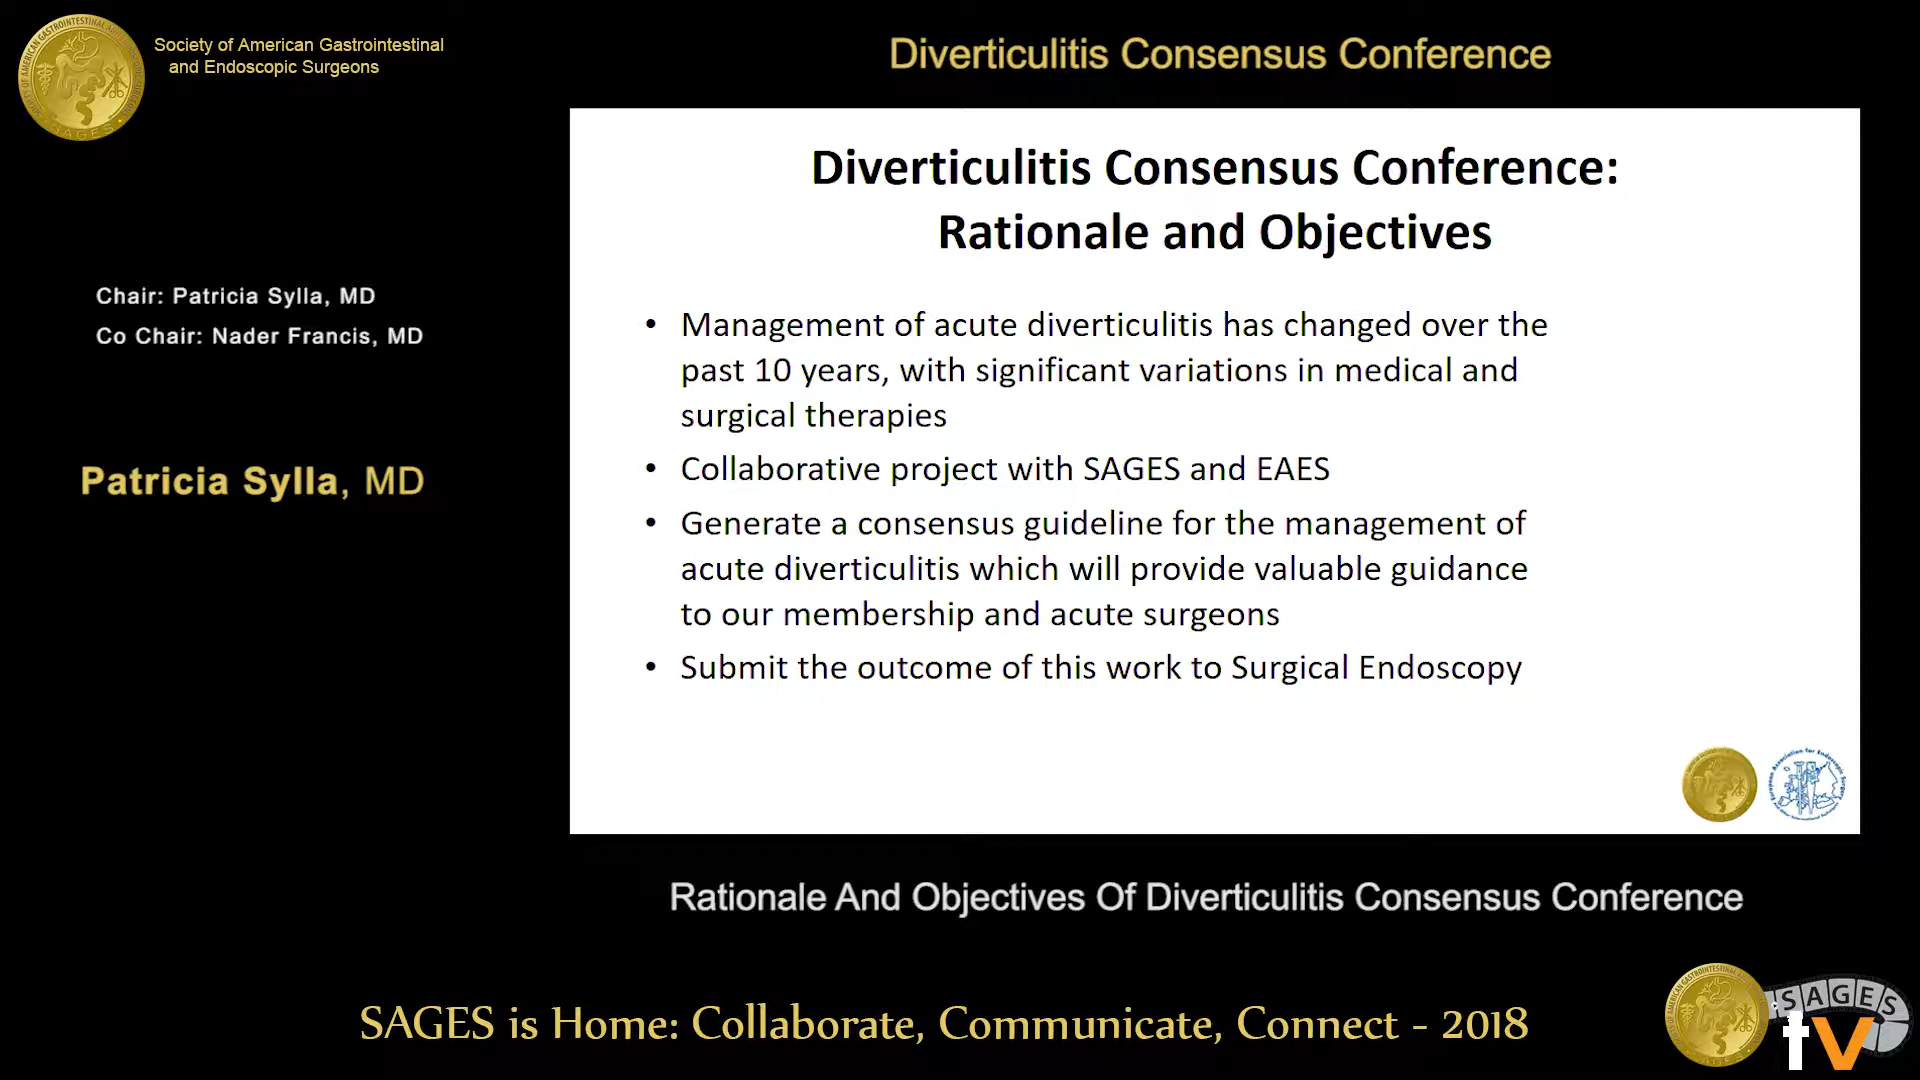 Society of American Gastrointestinal
and Endoscopic Surgeons
Diverticulitis Consensus Conference
Chair: Patricia Sylla, MD
Co Chair: Nader Francis, MD
Patricia Sylla, MD
Diverticulitis Consensus Conference:
Rationale and Objectives
• Management of acute diverticulitis has changed over the
past 10 years, with significant variations in medical and
surgical therapies
• Collaborative project with SAGES and EAES
• Generate a consensus guideline for the management of
acute diverticulitis which will provide valuable guidance
to our membership and acute surgeons
• Submit the outcome of this work to Surgical Endoscopy
Rationale And Objectives Of Diverticulitis Consensus Conference
SAGES is Home: Collaborate, Communicate, Connect - 2018
SAGES
tv